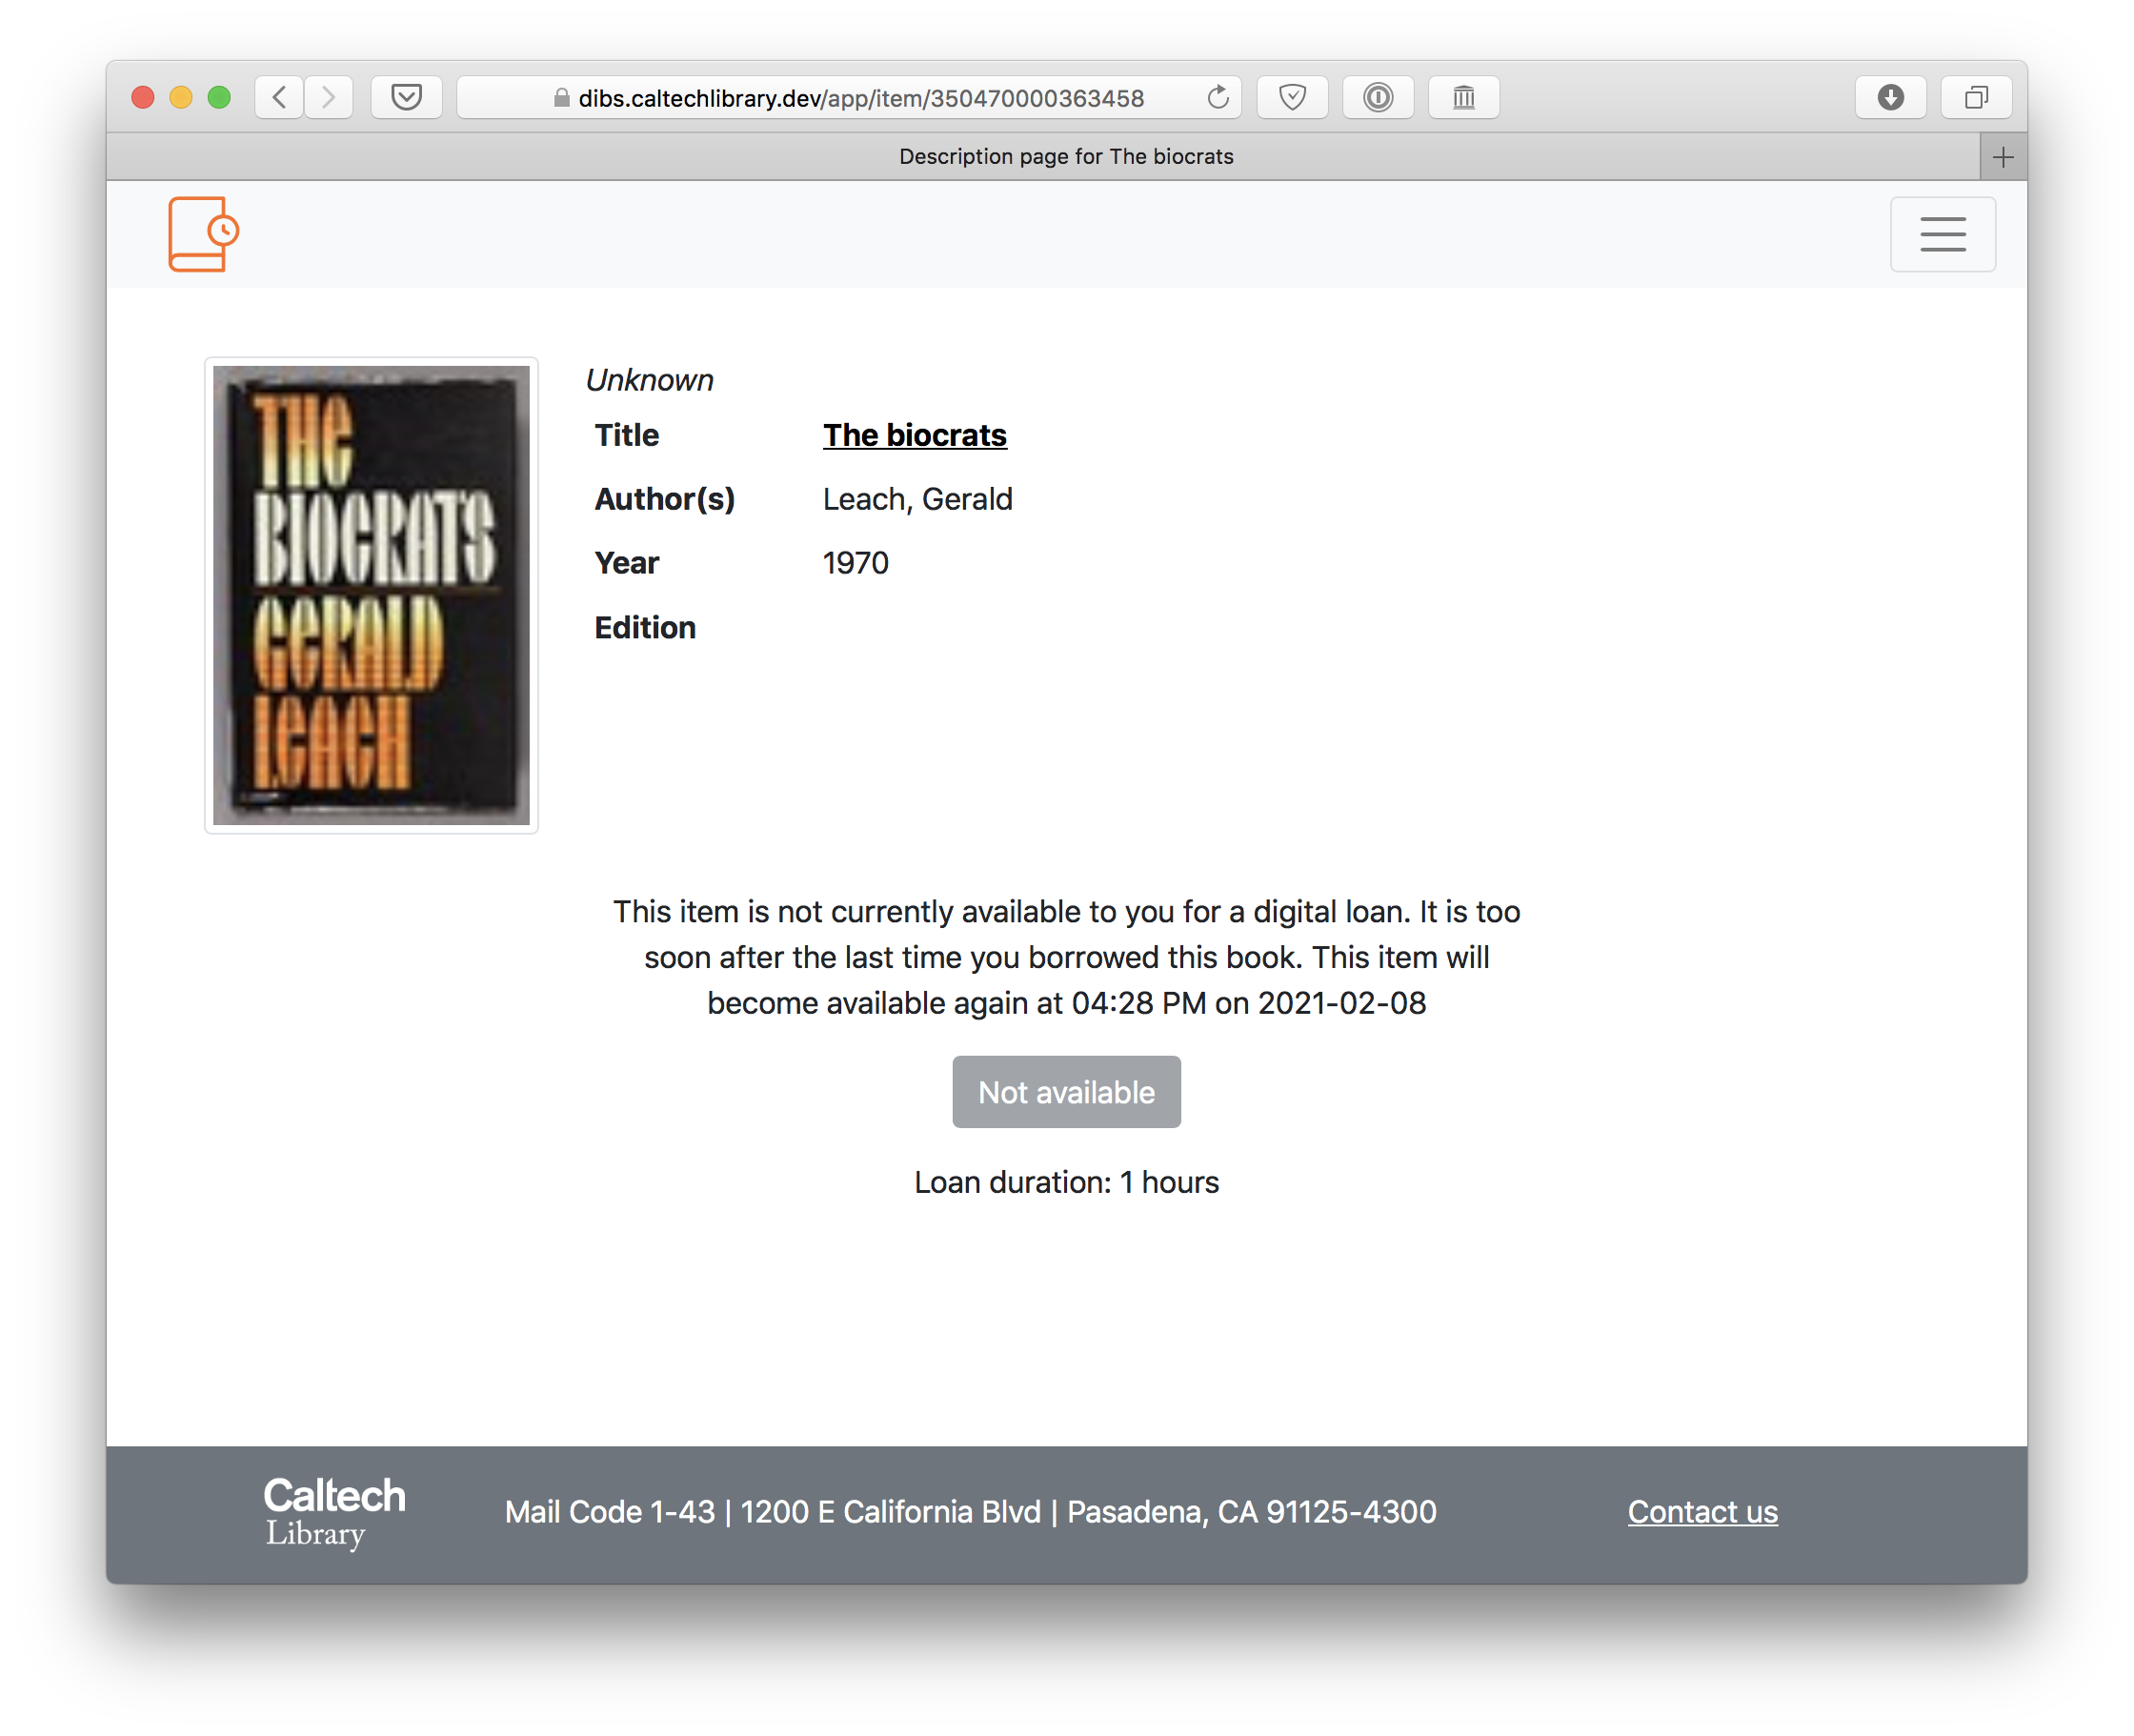 dibs.caltechlibrary.dev/app/item/350470000363458
Description page for The biocrats
THE
BIOCRATS
GERALD
LEACH
Unknown
Title The biocrats
Author(s) Leach, Gerald
Year 1970
Edition
This item is not currently available to you for a digital loan. It is too
soon after the last time you borrowed this book. This item will
become available again at 04:28 PM on 2021-02-08
Not available
Loan duration: 1 hours
Caltech
Library
Mail Code 1-43 | 1200 E California Blvd | Pasadena, CA 91125-4300
Contact us